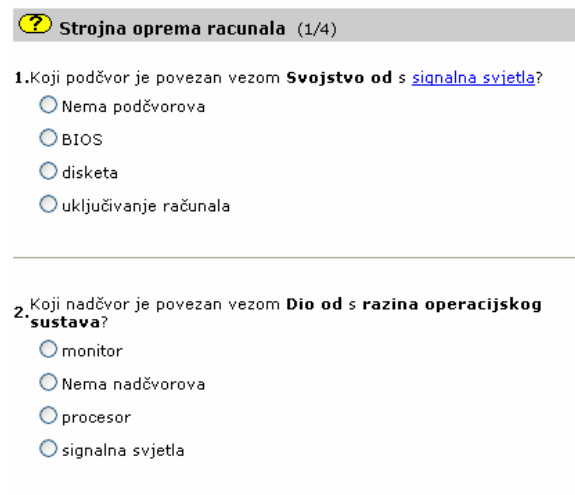 ? Strojna oprema racunala (1/4)
1.Koji podčvor je povezan vezom Svojstvo od s signalna svjetla?
Nema podčvorova
BIOS
disketa
uključivanje računala
2.Koji nadčvor je povezan vezom Dio od s razina operacijskog
sustava?
monitor
Nema nadčvorova
procesor
signalna svjetla